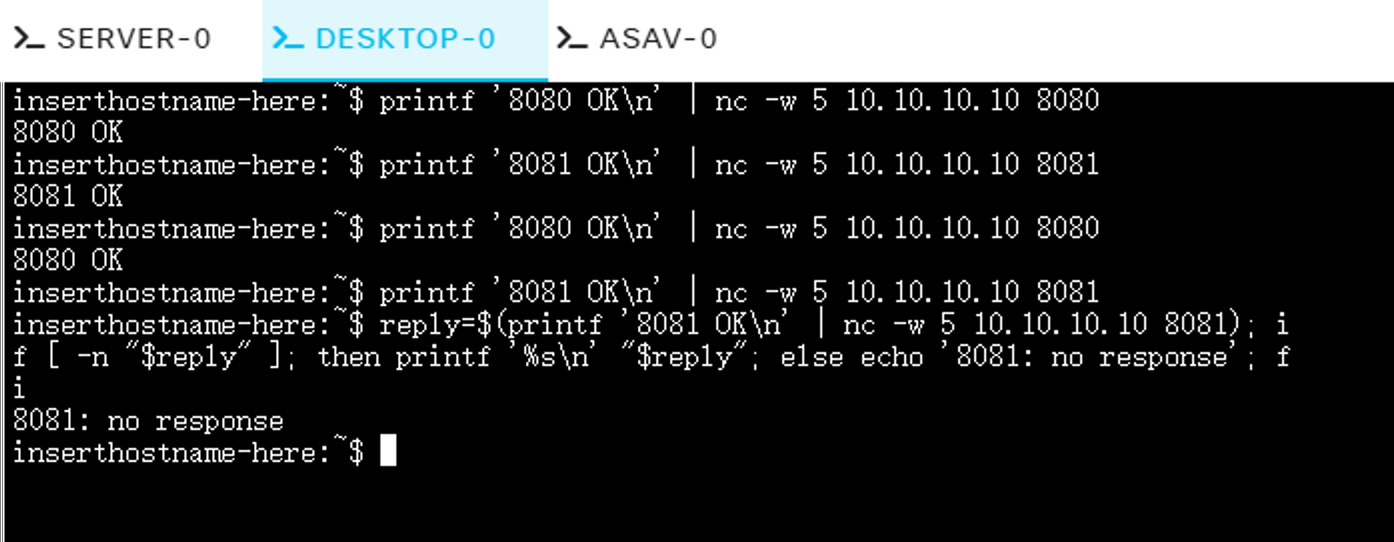 >_ SERVER-0 >_ DESKTOP-0 >_ ASAV-0
inserthostname-here:~$ printf '8080 OK\n' | nc -w 5 10.10.10.10 8080
8080 OK
inserthostname-here:~$ printf '8081 OK\n' | nc -w 5 10.10.10.10 8081
8081 OK
inserthostname-here:~$ printf '8080 OK\n' | nc -w 5 10.10.10.10 8080
8080 OK
inserthostname-here:~$ printf '8081 OK\n' | nc -w 5 10.10.10.10 8081
inserthostname-here:~$ reply=$(printf '8081 OK\n' | nc -w 5 10.10.10.10 8081); i
f [ -n "$reply" ]; then printf '%s\n' "$reply"; else echo '8081: no response'; f
i
8081: no response
inserthostname-here:~$